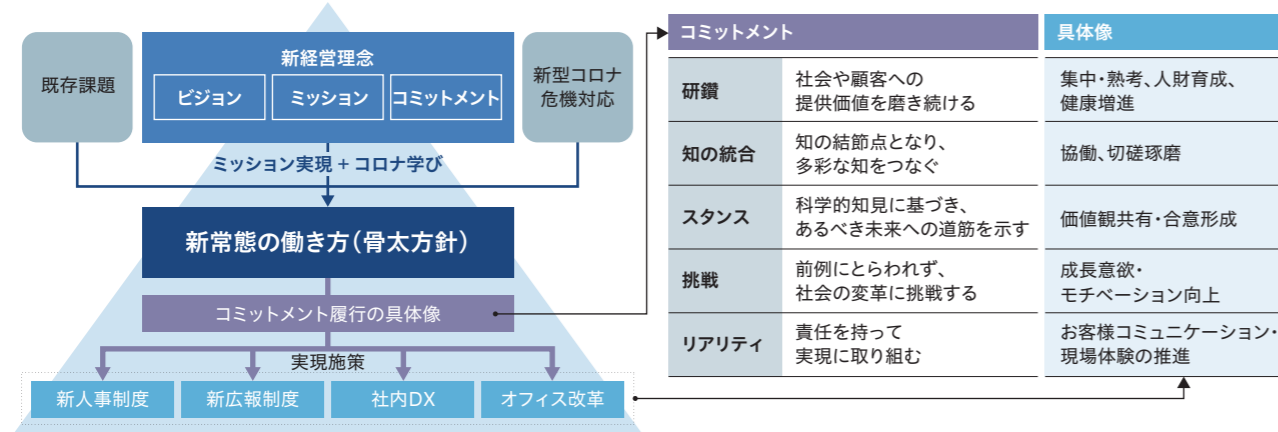 既存課題
新経営理念
ビジョン
ミッション
コミットメント
新型コロナ
危機対応
ミッション実現 + コロナ学び
新常態の働き方(骨太方針)
コミットメント履行の具体像
実現施策
新人事制度
新広報制度
社内DX
オフィス改革
コミットメント
具体像
研鑽
社会や顧客への
提供価値を磨き続ける
集中・熟考、人財育成、
健康増進
知の統合
知の結節点となり、
多彩な知をつなぐ
協働、切磋琢磨
スタンス
科学的知見に基づき、
あるべき未来への道筋を示す
価値観共有・合意形成
挑戦
前例にとらわれず、
社会の変革に挑戦する
成長意欲・
モチベーション向上
リアリティ
責任を持って
実現に取り組む
お客様コミュニケーション・
現場体験の推進